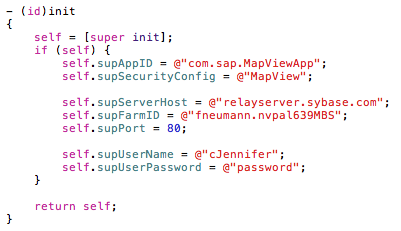 - (id)init
{
    self = [super init];
    if (self) {
        self.supAppID = @"com.sap.MapViewApp";
        self.supSecurityConfig = @"MapView";

        self.supServerHost = @"relayserver.sybase.com";
        self.supFarmID = @"fneumann.nvpal639MBS";
        self.supPort = 80;

        self.supUserName = @"cJennifer";
        self.supUserPassword = @"password";
    }

    return self;
}